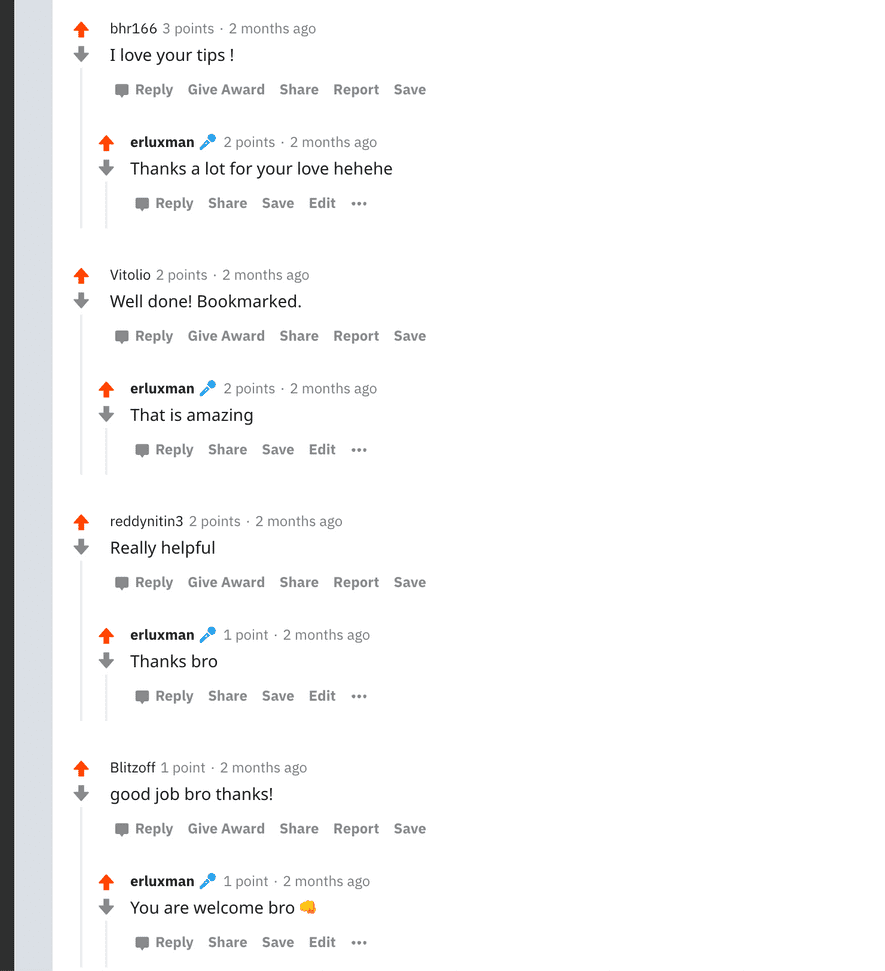 bhr166 3 points · 2 months ago
I love your tips !
Reply Give Award Share Report Save
erluxman 🎤 2 points · 2 months ago
Thanks a lot for your love hehehe
Reply Share Save Edit •••
Vitolio 2 points · 2 months ago
Well done! Bookmarked.
Reply Give Award Share Report Save
erluxman 🎤 2 points · 2 months ago
That is amazing
Reply Share Save Edit •••
reddynitin3 2 points · 2 months ago
Really helpful
Reply Give Award Share Report Save
erluxman 🎤 1 point · 2 months ago
Thanks bro
Reply Share Save Edit •••
Blitzoff 1 point · 2 months ago
good job bro thanks!
Reply Give Award Share Report Save
erluxman 🎤 1 point · 2 months ago
You are welcome bro 👊
Reply Share Save Edit •••